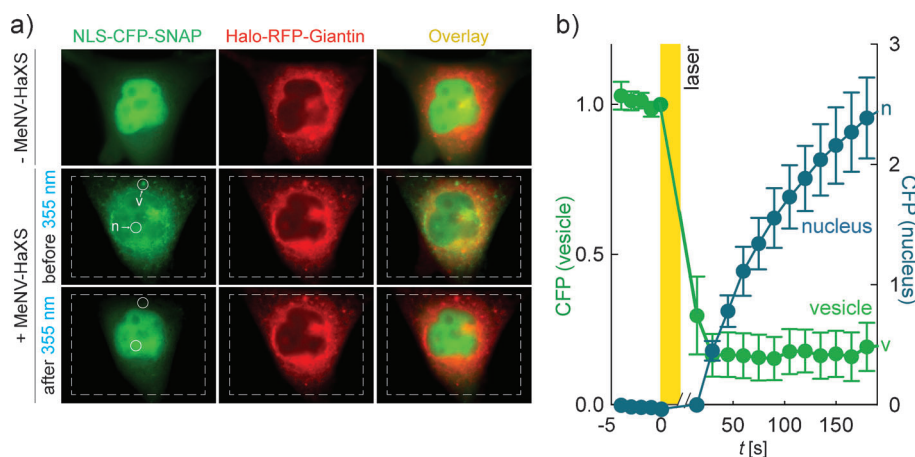 a)
NLS-CFP-SNAP
Halo-RFP-Giantin
Overlay
- MeNV-HaXS
+ MeNV-HaXS
before 355 nm
after 355 nm
v
n→
b)
laser
CFP (vesicle)
1.0
0.5
0.0
CFP (nucleus)
3
2
1
0
n
nucleus
vesicle
v
-5
0
50
100
150
t [s]